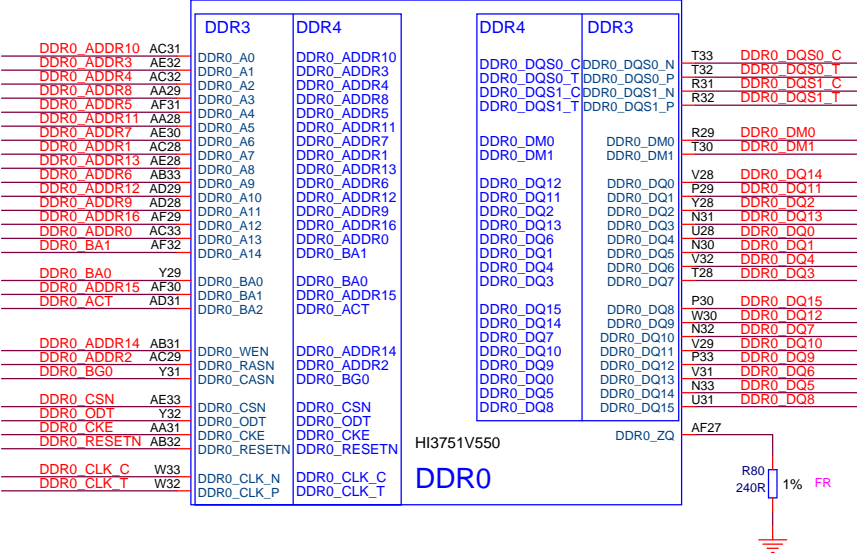 DDR3 DDR4 DDR4 DDR3
DDR0_ADDR10 AC31 DDR0_A0 DDR0_ADDR10
DDR0_ADDR3 AE32 DDR0_A1 DDR0_ADDR3
DDR0_ADDR4 AC32 DDR0_A2 DDR0_ADDR4
DDR0_ADDR8 AA29 DDR0_A3 DDR0_ADDR8
DDR0_ADDR5 AF31 DDR0_A4 DDR0_ADDR5
DDR0_ADDR11 AA28 DDR0_A5 DDR0_ADDR11
DDR0_ADDR7 AE30 DDR0_A6 DDR0_ADDR7
DDR0_ADDR1 AC28 DDR0_A7 DDR0_ADDR1
DDR0_ADDR13 AE28 DDR0_A8 DDR0_ADDR13
DDR0_ADDR6 AB33 DDR0_A9 DDR0_ADDR6
DDR0_ADDR12 AD29 DDR0_A10 DDR0_ADDR12
DDR0_ADDR9 AD28 DDR0_A11 DDR0_ADDR9
DDR0_ADDR16 AF29 DDR0_A12 DDR0_ADDR16
DDR0_ADDR0 AC33 DDR0_A13 DDR0_ADDR0
DDR0_BA1 AF32 DDR0_A14 DDR0_BA1
DDR0_BA0 Y29 DDR0_BA0 DDR0_BA0
DDR0_ADDR15 AF30 DDR0_BA1 DDR0_ADDR15
DDR0_ACT AD31 DDR0_BA2 DDR0_ACT
DDR0_ADDR14 AB31 DDR0_WEN DDR0_ADDR14
DDR0_ADDR2 AC29 DDR0_RASN DDR0_ADDR2
DDR0_BG0 Y31 DDR0_CASN DDR0_BG0
DDR0_CSN AE33 DDR0_CSN DDR0_CSN
DDR0_ODT Y32 DDR0_ODT DDR0_ODT
DDR0_CKE AA31 DDR0_CKE DDR0_CKE
DDR0_RESETN AB32 DDR0_RESETN DDR0_RESETN
DDR0_CLK_C W33 DDR0_CLK_N DDR0_CLK_C
DDR0_CLK_T W32 DDR0_CLK_P DDR0_CLK_T
DDR0_DQS0_C DDR0_DQS0_N T33 DDR0_DQS0_C
DDR0_DQS0_T DDR0_DQS0_P T32 DDR0_DQS0_T
DDR0_DQS1_C DDR0_DQS1_N R31 DDR0_DQS1_C
DDR0_DQS1_T DDR0_DQS1_P R32 DDR0_DQS1_T
DDR0_DM0 DDR0_DM0 R29 DDR0_DM0
DDR0_DM1 DDR0_DM1 T30 DDR0_DM1
DDR0_DQ12 DDR0_DQ0 V28 DDR0_DQ14
DDR0_DQ11 DDR0_DQ1 P29 DDR0_DQ11
DDR0_DQ2 DDR0_DQ2 Y28 DDR0_DQ2
DDR0_DQ13 DDR0_DQ3 N31 DDR0_DQ13
DDR0_DQ6 DDR0_DQ4 U28 DDR0_DQ0
DDR0_DQ1 DDR0_DQ5 N30 DDR0_DQ1
DDR0_DQ4 DDR0_DQ6 V32 DDR0_DQ4
DDR0_DQ3 DDR0_DQ7 T28 DDR0_DQ3
DDR0_DQ15 DDR0_DQ8 P30 DDR0_DQ15
DDR0_DQ14 DDR0_DQ9 W30 DDR0_DQ12
DDR0_DQ7 DDR0_DQ10 N32 DDR0_DQ7
DDR0_DQ10 DDR0_DQ11 V29 DDR0_DQ10
DDR0_DQ9 DDR0_DQ12 P33 DDR0_DQ9
DDR0_DQ0 DDR0_DQ13 V31 DDR0_DQ6
DDR0_DQ5 DDR0_DQ14 N33 DDR0_DQ5
DDR0_DQ8 DDR0_DQ15 U31 DDR0_DQ8
DDR0_ZQ AF27
HI3751V550
DDR0
R80
240R 1% FR